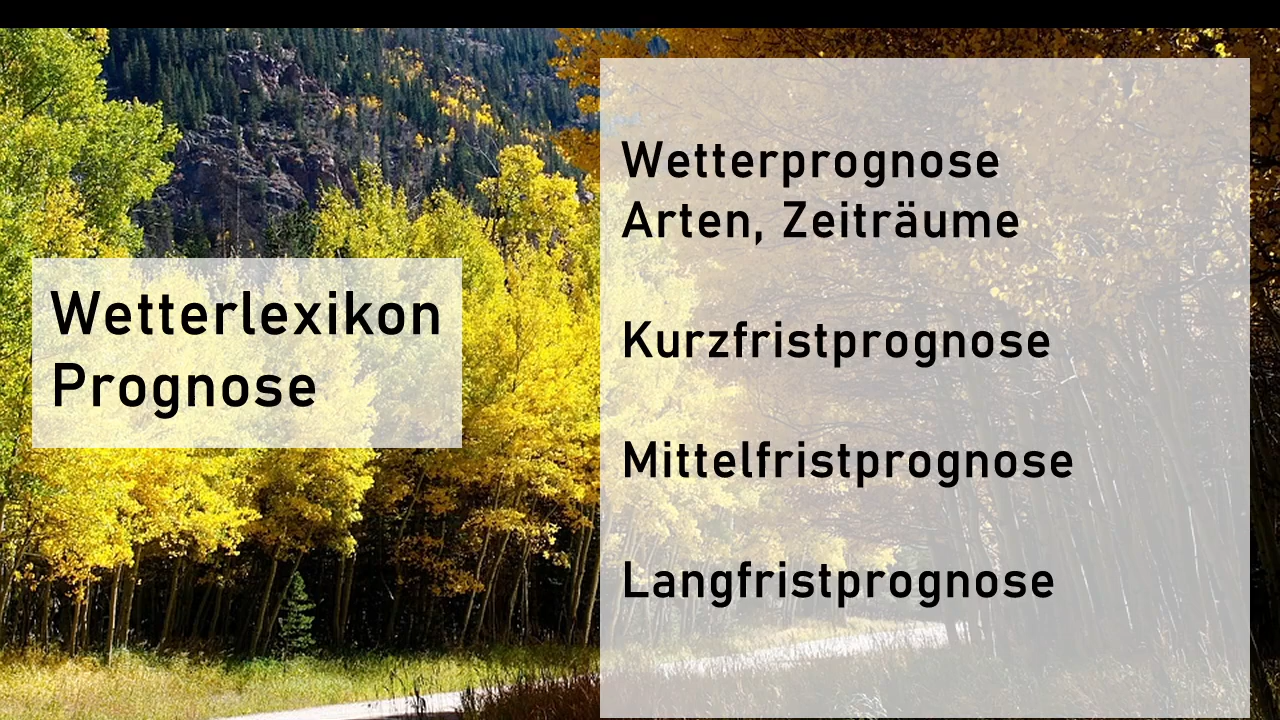 Wetterlexikon
Prognose
Wetterprognose
Arten, Zeiträume
Kurzfristprognose
Mittelfristprognose
Langfristprognose